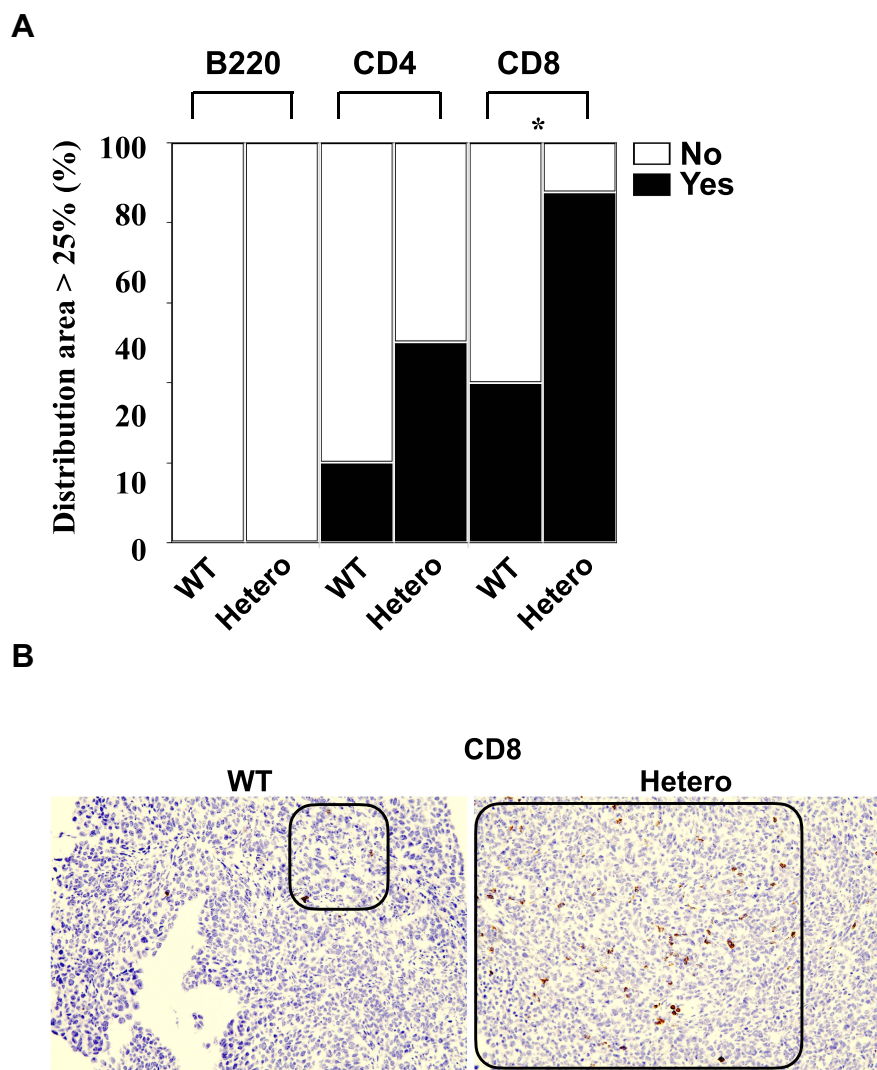 A
B220 CD4 CD8
*
Distribution area > 25% (%)
100
80
60
40
20
10
0
No
Yes
WT Hetero WT Hetero WT Hetero
B
CD8
WT Hetero